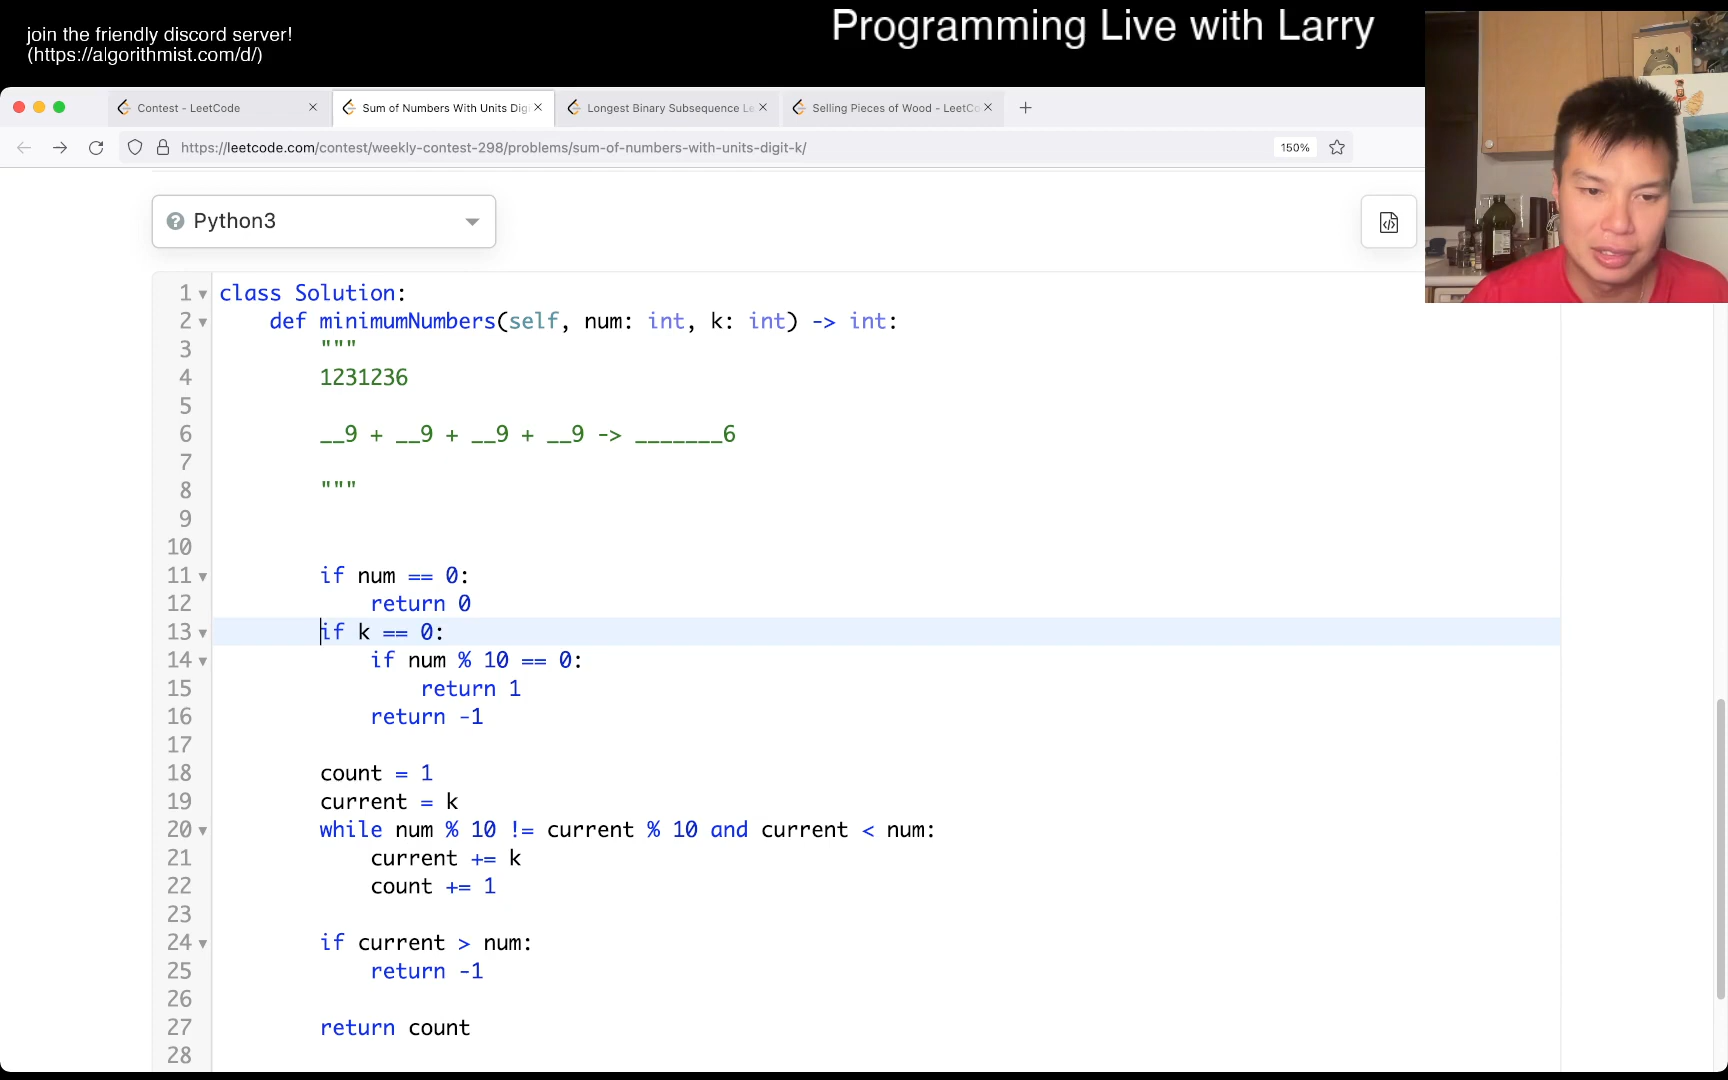 join the friendly discord server!
(https://algorithmist.com/d/)
Programming Live with Larry
Contest - LeetCode
Sum of Numbers With Units Dig
Longest Binary Subsequence Le
Selling Pieces of Wood - LeetCo
https://leetcode.com/contest/weekly-contest-298/problems/sum-of-numbers-with-units-digit-k/
150%
Python3
1 class Solution:
2 def minimumNumbers(self, num: int, k: int) -> int:
3 """
4 1231236
5
6 __9 + __9 + __9 + __9 -> _______6
7
8 """
9
10
11 if num == 0:
12 return 0
13 if k == 0:
14 if num % 10 == 0:
15 return 1
16 return -1
17
18 count = 1
19 current = k
20 while num % 10 != current % 10 and current < num:
21 current += k
22 count += 1
23
24 if current > num:
25 return -1
26
27 return count
28